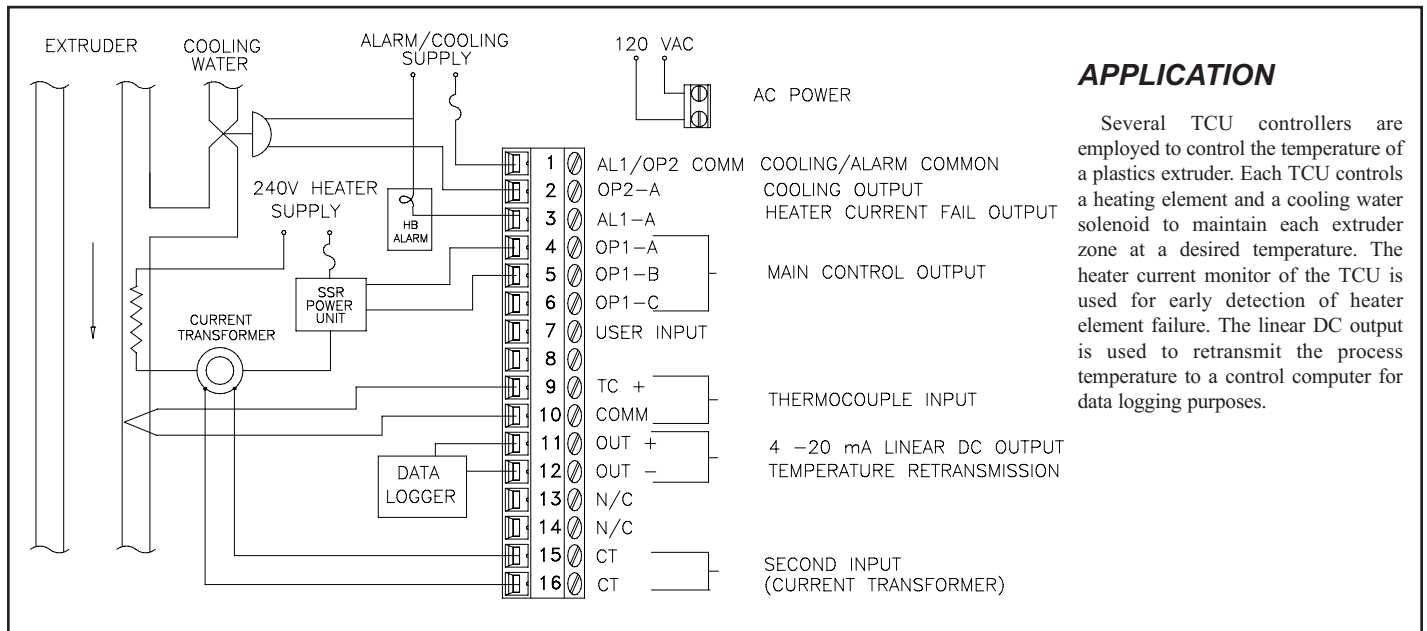 EXTRUDER
COOLING
WATER
ALARM/COOLING
SUPPLY
120 VAC
AC POWER
240V HEATER
SUPPLY
HB
ALARM
SSR
POWER
UNIT
CURRENT
TRANSFORMER
DATA
LOGGER
1 AL1/OP2 COMM COOLING/ALARM COMMON
2 OP2-A COOLING OUTPUT
3 AL1-A HEATER CURRENT FAIL OUTPUT
4 OP1-A
5 OP1-B MAIN CONTROL OUTPUT
6 OP1-C
7 USER INPUT
8
9 TC +
THERMOCOUPLE INPUT
10 COMM
11 OUT + 4 -20 mA LINEAR DC OUTPUT
12 OUT - TEMPERATURE RETRANSMISSION
13 N/C
14 N/C
15 CT SECOND INPUT
16 CT (CURRENT TRANSFORMER)
APPLICATION
Several TCU controllers are
employed to control the temperature of
a plastics extruder. Each TCU controls
a heating element and a cooling water
solenoid to maintain each extruder
zone at a desired temperature. The
heater current monitor of the TCU is
used for early detection of heater
element failure. The linear DC output
is used to retransmit the process
temperature to a control computer for
data logging purposes.